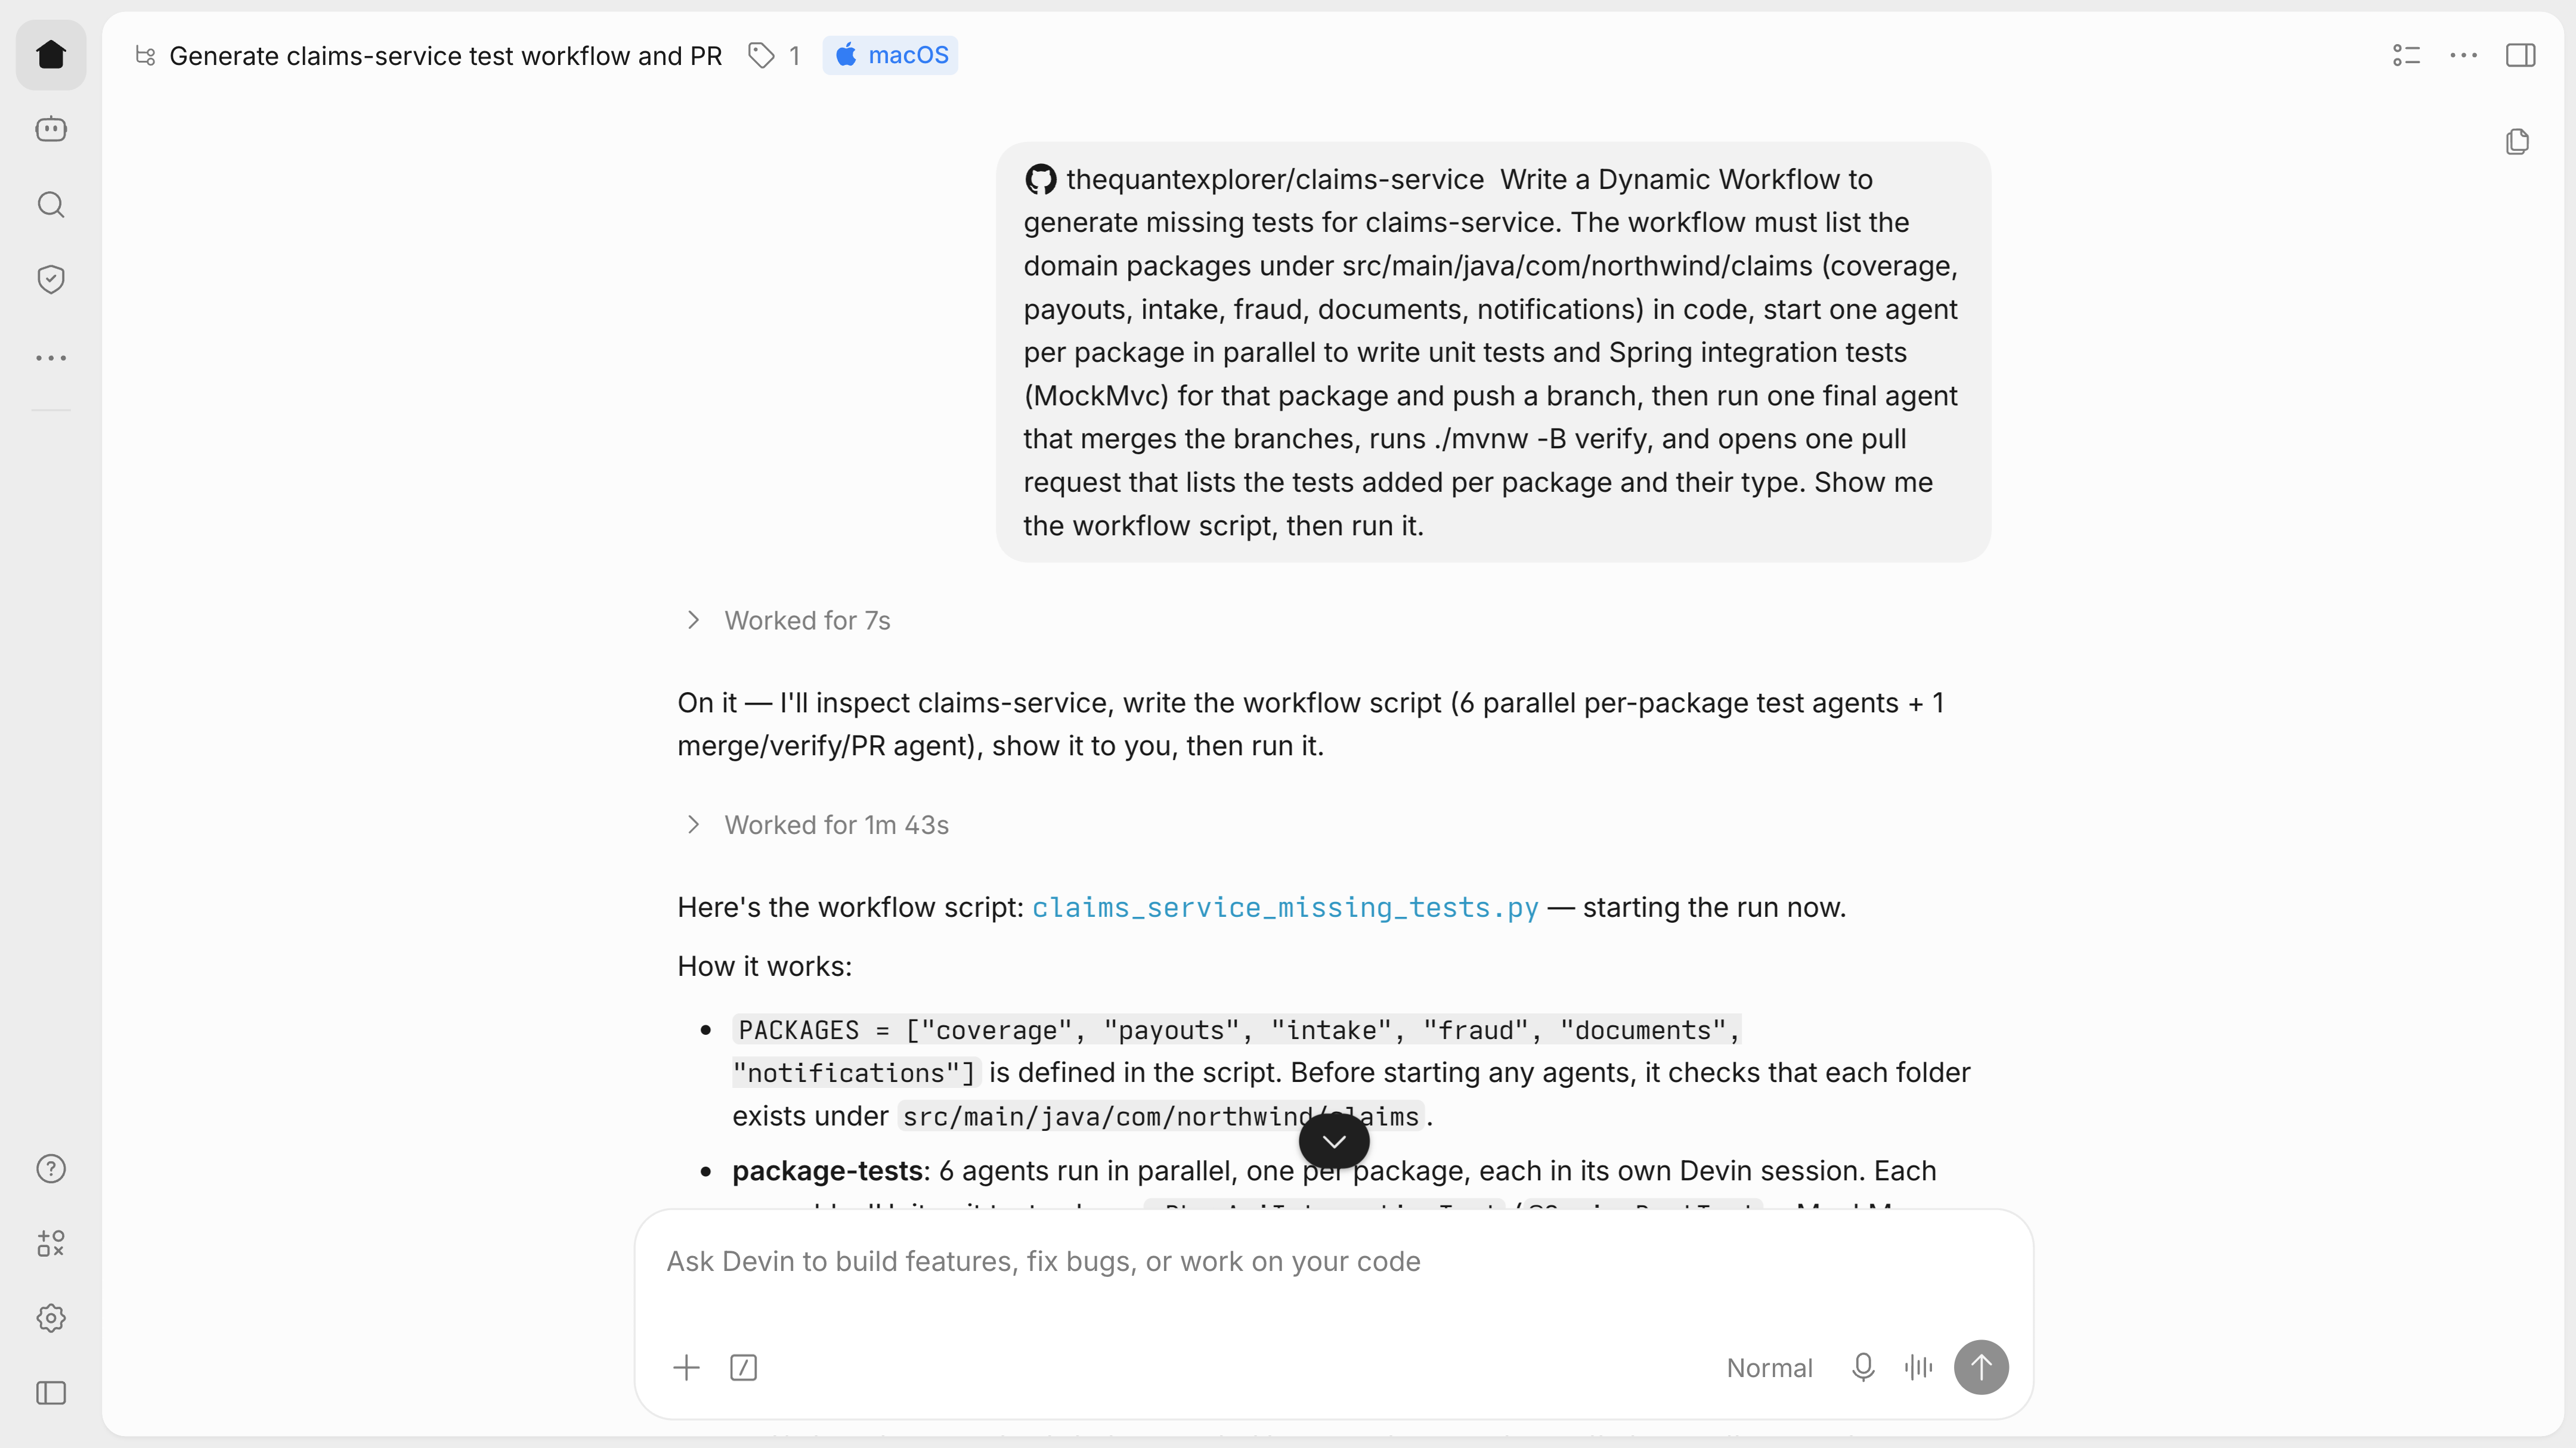 Generate claims-service test workflow and PR
1
macOS
thequantexplorer/claims-service Write a Dynamic Workflow to
generate missing tests for claims-service. The workflow must list the
domain packages under src/main/java/com/northwind/claims (coverage,
payouts, intake, fraud, documents, notifications) in code, start one agent
per package in parallel to write unit tests and Spring integration tests
(MockMvc) for that package and push a branch, then run one final agent
that merges the branches, runs ./mvnw -B verify, and opens one pull
request that lists the tests added per package and their type. Show me
the workflow script, then run it.
Worked for 7s
On it — I'll inspect claims-service, write the workflow script (6 parallel per-package test agents + 1
merge/verify/PR agent), show it to you, then run it.
Worked for 1m 43s
Here's the workflow script: claims_service_missing_tests.py — starting the run now.
How it works:
PACKAGES = ["coverage", "payouts", "intake", "fraud", "documents",
"notifications"] is defined in the script. Before starting any agents, it checks that each folder
exists under src/main/java/com/northwind/claims.
package-tests: 6 agents run in parallel, one per package, each in its own Devin session. Each
Ask Devin to build features, fix bugs, or work on your code
Normal